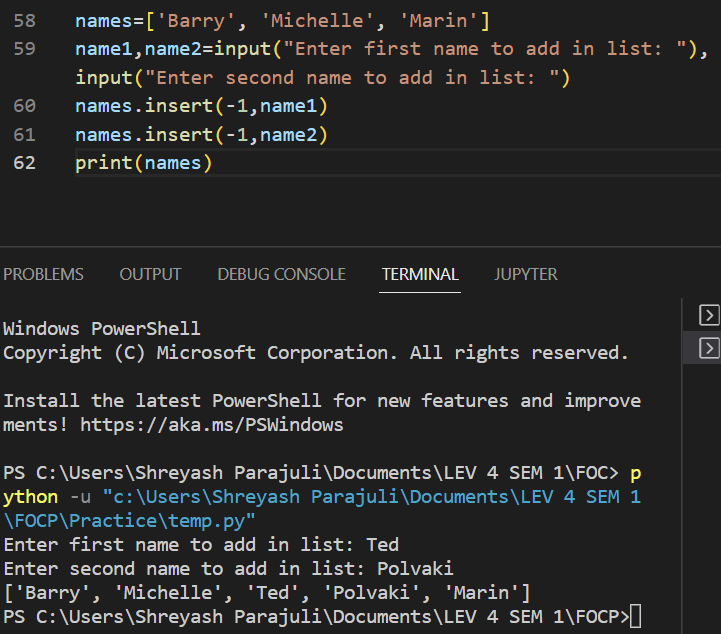 58 names=['Barry', 'Michelle', 'Marin']
59 name1,name2=input("Enter first name to add in list: "),
input("Enter second name to add in list: ")
60 names.insert(-1,name1)
61 names.insert(-1,name2)
62 print(names)
PROBLEMS OUTPUT DEBUG CONSOLE TERMINAL JUPYTER
Windows PowerShell
Copyright (C) Microsoft Corporation. All rights reserved.
Install the latest PowerShell for new features and improve
ments! https://aka.ms/PSWindows
PS C:\Users\Shreyash Parajuli\Documents\LEV 4 SEM 1\FOC> p
ython -u "c:\Users\Shreyash Parajuli\Documents\LEV 4 SEM 1
\FOCP\Practice\temp.py"
Enter first name to add in list: Ted
Enter second name to add in list: Polvaki
['Barry', 'Michelle', 'Ted', 'Polvaki', 'Marin']
PS C:\Users\Shreyash Parajuli\Documents\LEV 4 SEM 1\FOCP>